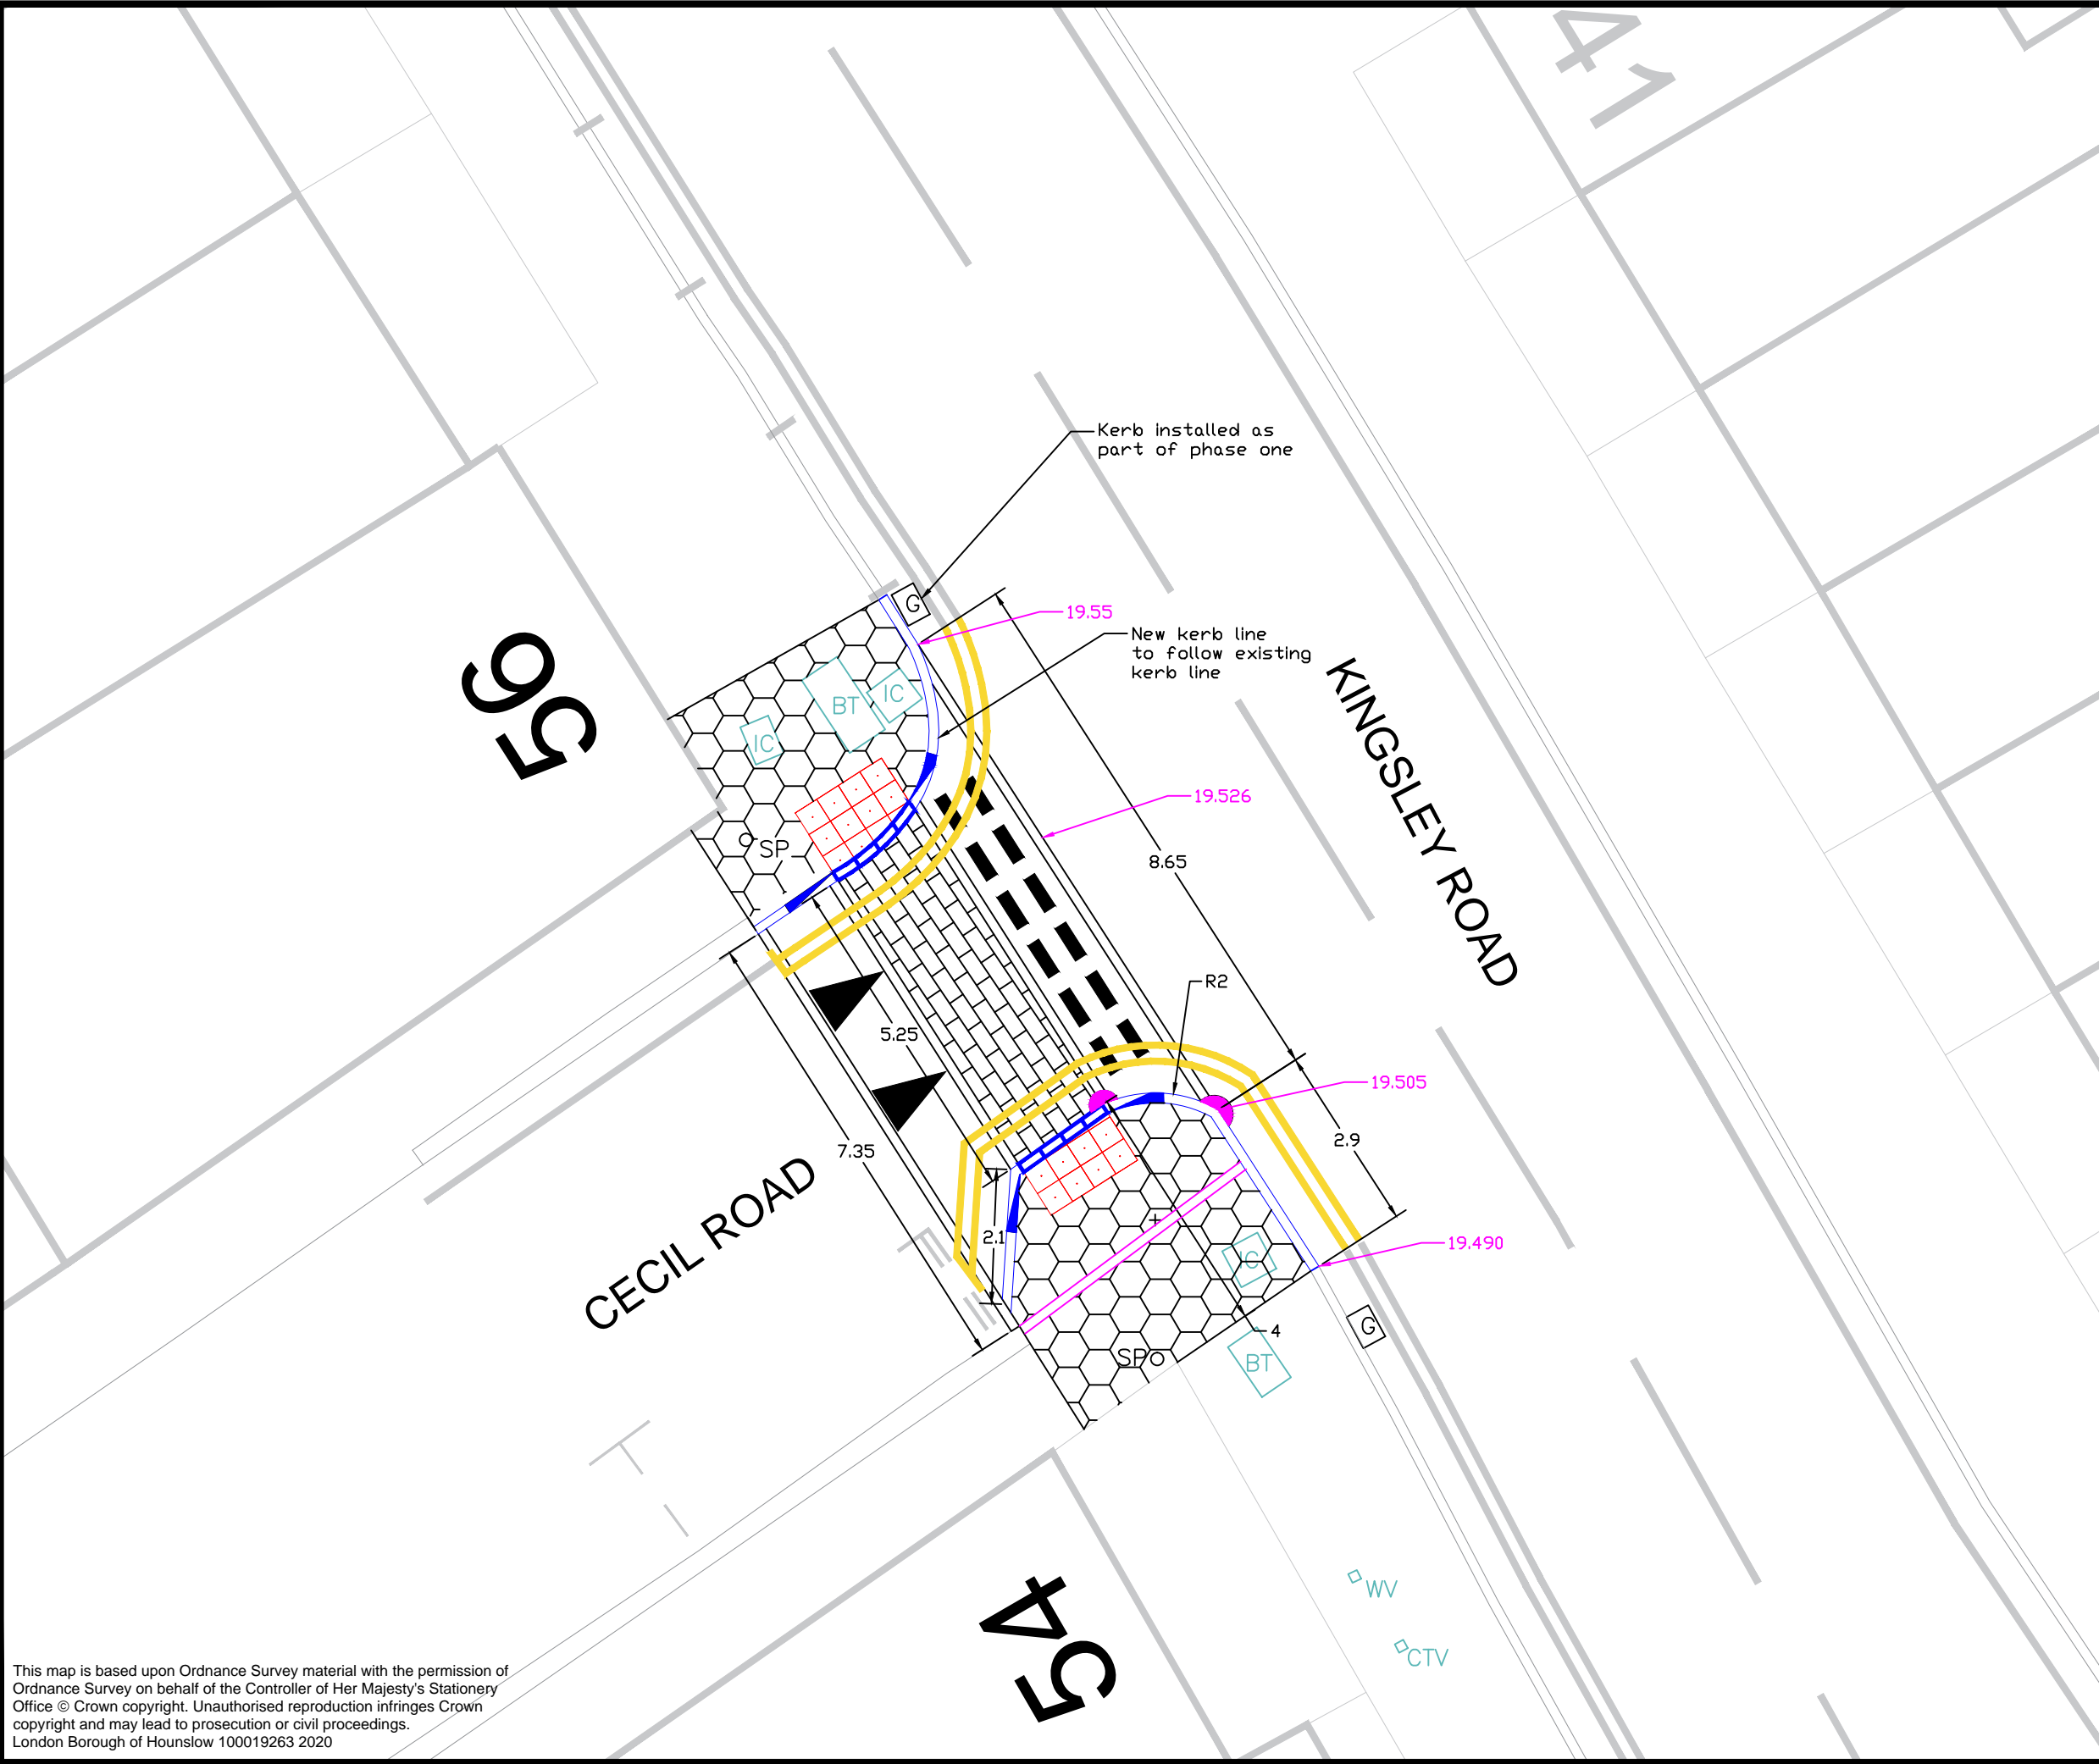 41
Kerb installed as
part of phase one
G
19.55
New kerb line
to follow existing
kerb line
56
IC
BT
IC
KINGSLEY ROAD
19.526
SP
8.65
R2
5.25
19.505
7.35
2.9
CECIL ROAD
2.1
IC
19.490
G
4
SP
BT
54
WV
CTV
This map is based upon Ordnance Survey material with the permission of
Ordnance Survey on behalf of the Controller of Her Majesty's Stationery
Office © Crown copyright. Unauthorised reproduction infringes Crown
copyright and may lead to prosecution or civil proceedings.
London Borough of Hounslow 100019263 2020